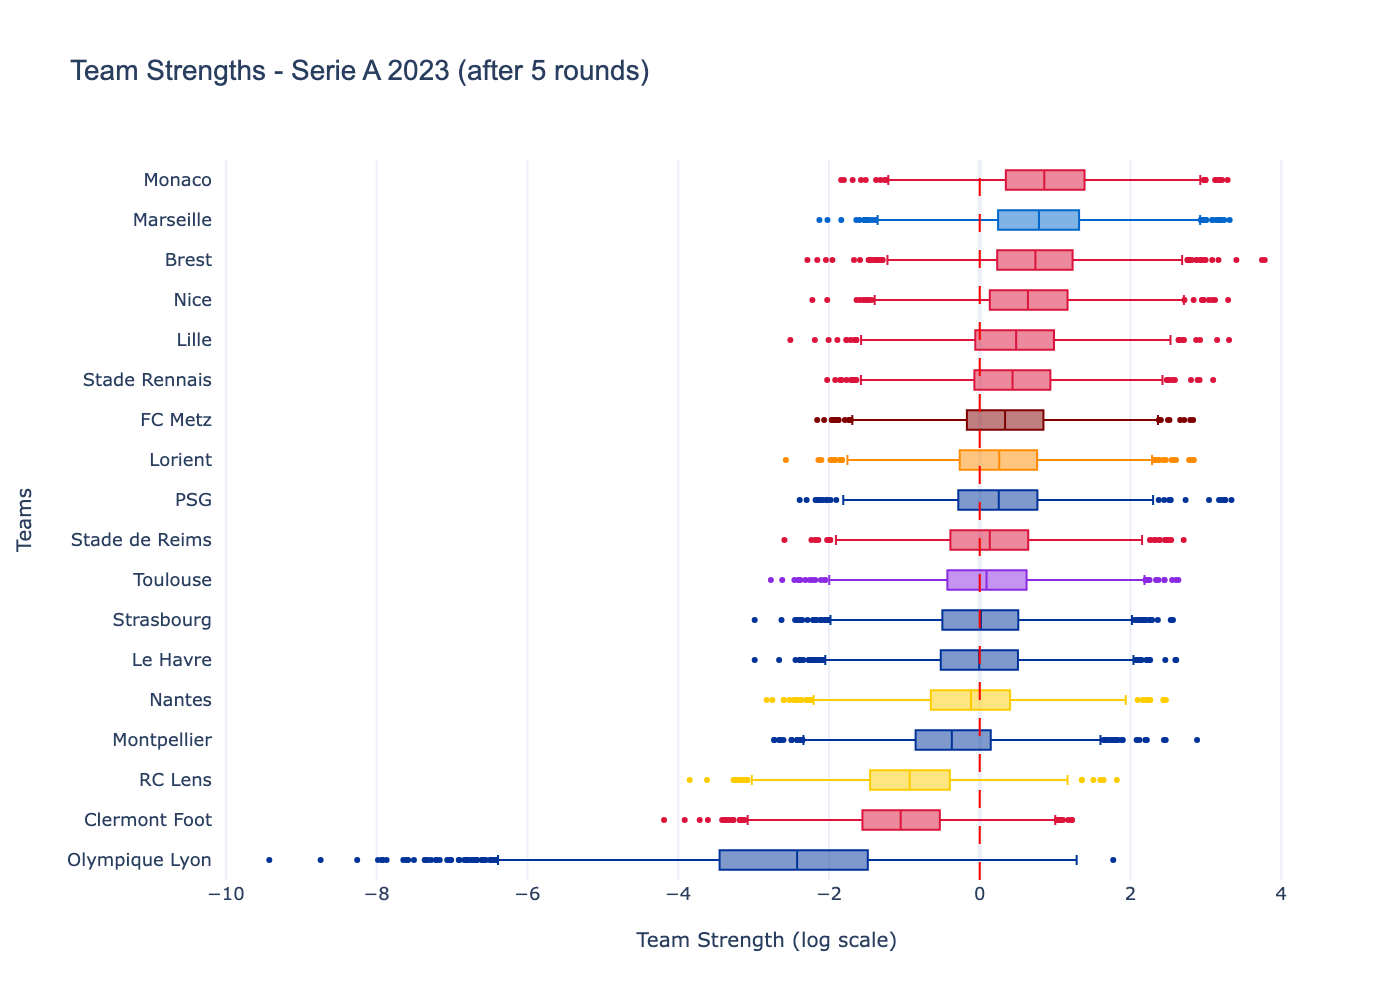 Team Strengths - Serie A 2023 (after 5 rounds)
Teams
Monaco
Marseille
Brest
Nice
Lille
Stade Rennais
FC Metz
Lorient
PSG
Stade de Reims
Toulouse
Strasbourg
Le Havre
Nantes
Montpellier
RC Lens
Clermont Foot
Olympique Lyon
−10 −8 −6 −4 −2 0 2 4
Team Strength (log scale)